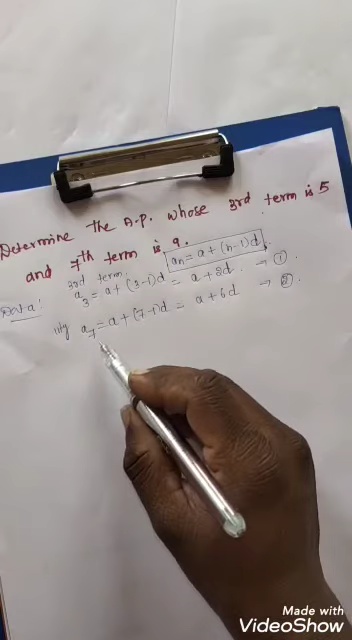 Determine the A.P. whose 3rd term is 5
and 7th term is 9.
an = a + (n-1)d.
Data: 3rd term
a3 = a + (3-1)d = a + 2d. → ①
|||ly a7 = a + (7-1)d = a + 6d → ②.
Made with
VideoShow